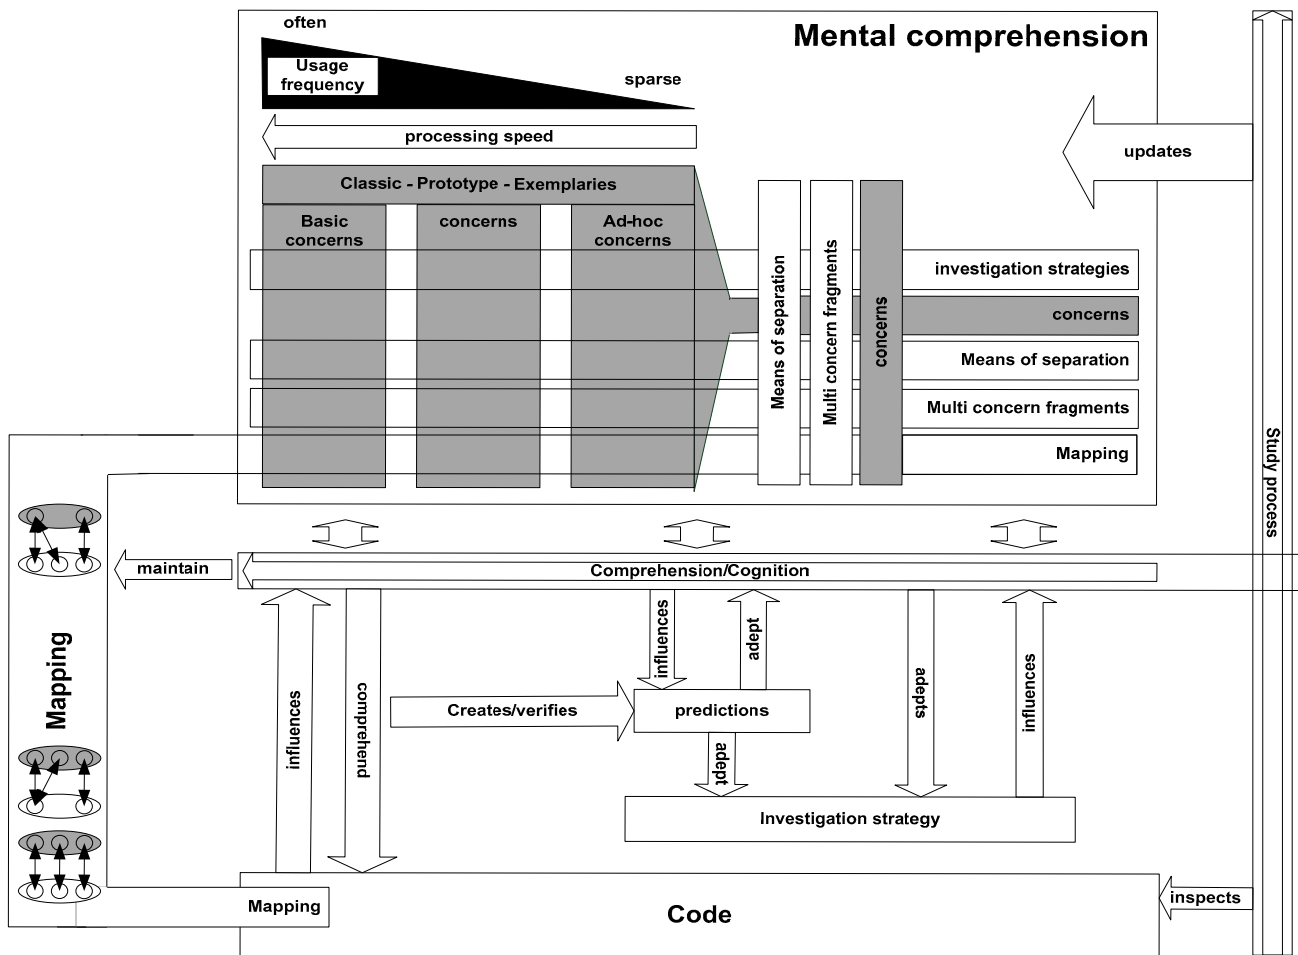 often
Mental comprehension
Usage
frequency
sparse
processing speed
updates
Classic - Prototype - Exemplaries
Basic
concerns
concerns
Ad-hoc
concerns
Means of separation
Multi concern fragments
concerns
investigation strategies
concerns
Means of separation
Multi concern fragments
Mapping
Study process
maintain
Comprehension/Cognition
Mapping
influences
comprehend
influences
adept
adepts
influences
Creates/verifies
predictions
adept
Investigation strategy
Mapping
Code
inspects